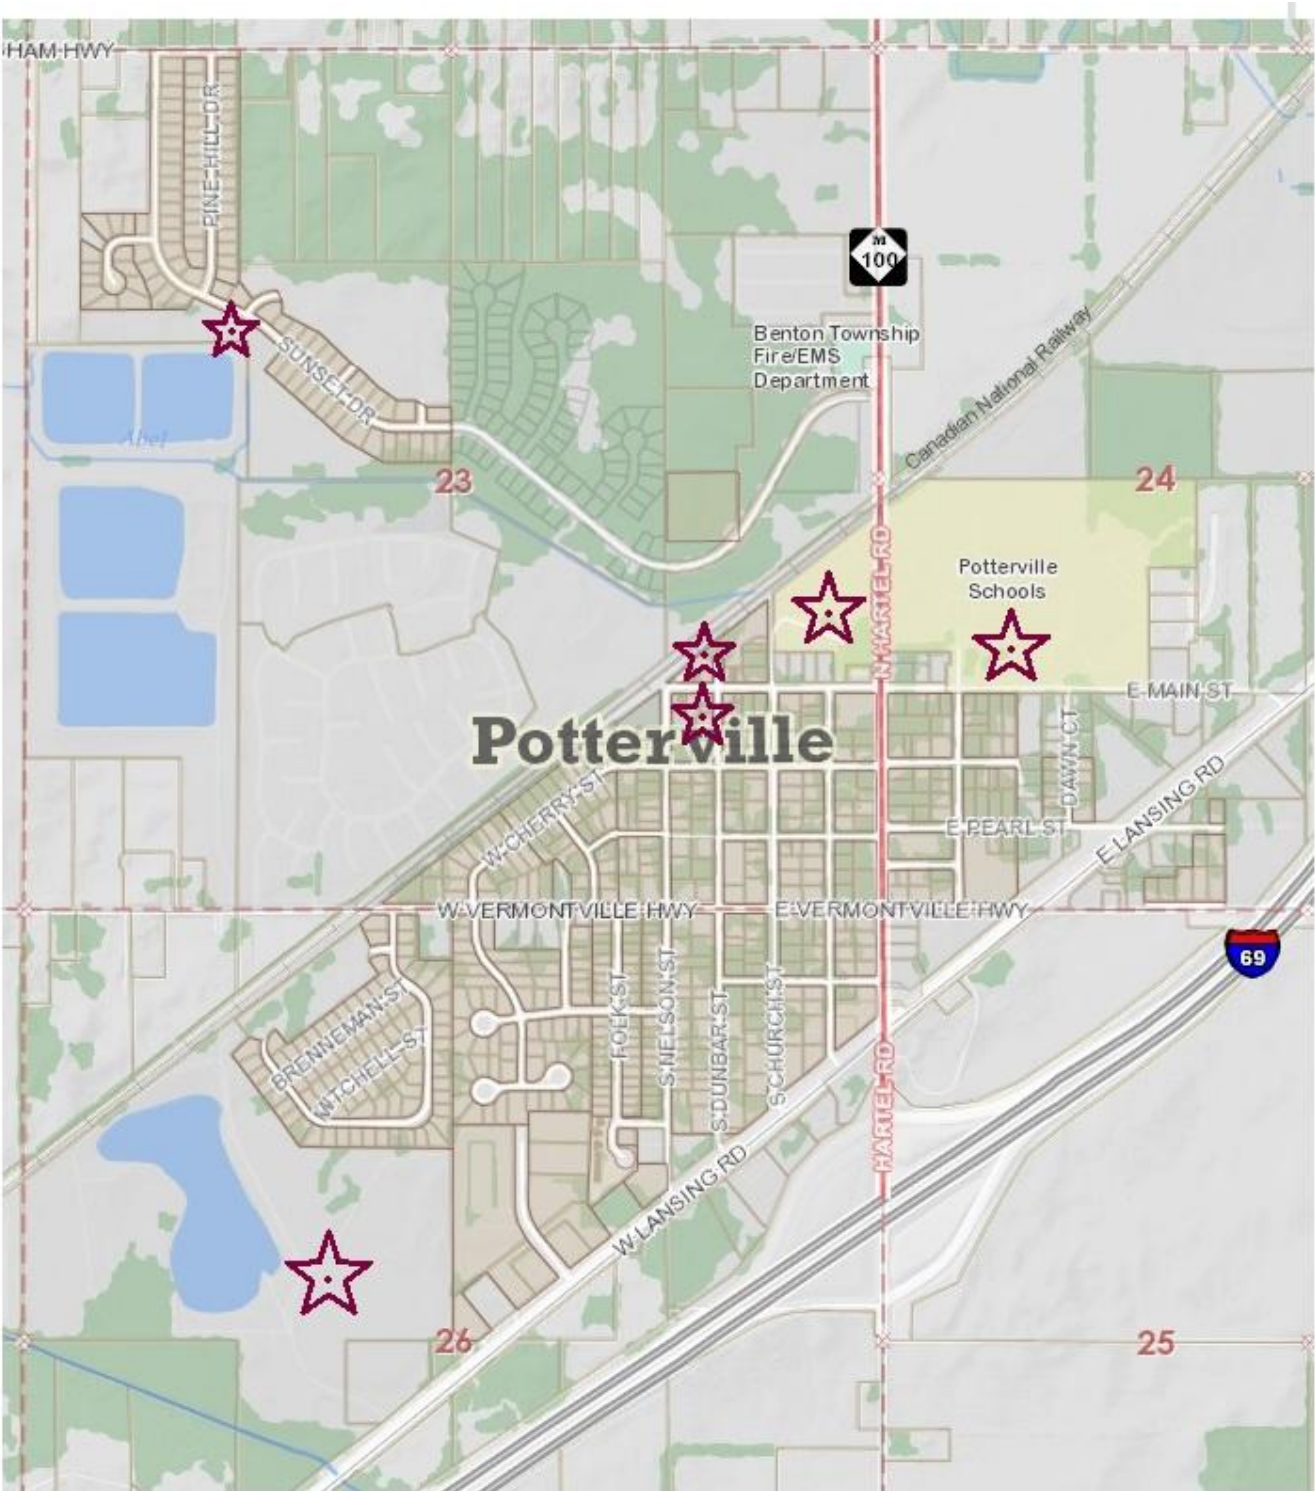 HAM HWY
PINE HILL DR
M
100
Benton Township
Fire/EMS
Department
SUNSET DR
Canadian National Railway
Abel
23
24
N HARTEL RD
Potterville
Schools
E MAIN ST
Potterville
DAWN CT
W CHERRY ST
E LANSING RD
E PEARL ST
W VERMONTVILLE HWY
E VERMONTVILLE HWY
69
BRENNEMAN ST
MITCHELL ST
FOLK ST
S NELSON ST
S DUNBAR ST
S CHURCH ST
HARTEL RD
W LANSING RD
26
25